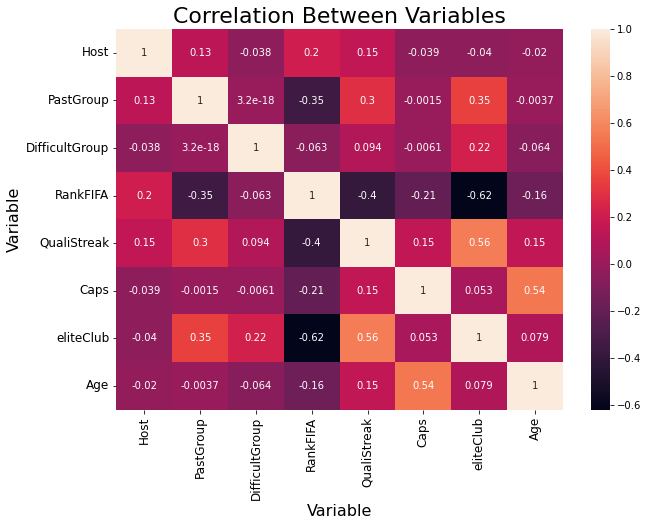 Correlation Between Variables
Host 1 0.13 -0.038 0.2 0.15 -0.039 -0.04 -0.02
PastGroup 0.13 1 3.2e-18 -0.35 0.3 -0.0015 0.35 -0.0037
DifficultGroup -0.038 3.2e-18 1 -0.063 0.094 -0.0061 0.22 -0.064
RankFIFA 0.2 -0.35 -0.063 1 -0.4 -0.21 -0.62 -0.16
QualiStreak 0.15 0.3 0.094 -0.4 1 0.15 0.56 0.15
Caps -0.039 -0.0015 -0.0061 -0.21 0.15 1 0.053 0.54
eliteClub -0.04 0.35 0.22 -0.62 0.56 0.053 1 0.079
Age -0.02 -0.0037 -0.064 -0.16 0.15 0.54 0.079 1
Variable
Host PastGroup DifficultGroup RankFIFA QualiStreak Caps eliteClub Age
Variable
1.0
0.8
0.6
0.4
0.2
0.0
−0.2
−0.4
−0.6